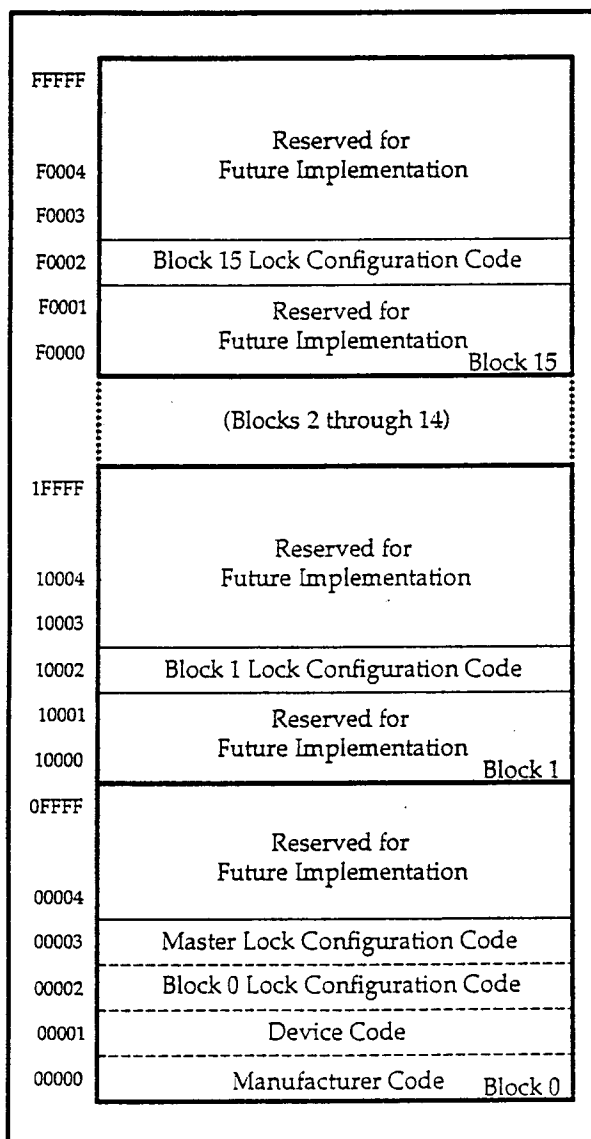 FFFFF
Reserved for
F0004 Future Implementation
F0003
F0002 Block 15 Lock Configuration Code
F0001 Reserved for
Future Implementation
F0000 Block 15
(Blocks 2 through 14)
1FFFF
Reserved for
10004 Future Implementation
10003
10002 Block 1 Lock Configuration Code
10001 Reserved for
Future Implementation
10000 Block 1
0FFFF
Reserved for
Future Implementation
00004
00003 Master Lock Configuration Code
00002 Block 0 Lock Configuration Code
00001 Device Code
00000 Manufacturer Code Block 0